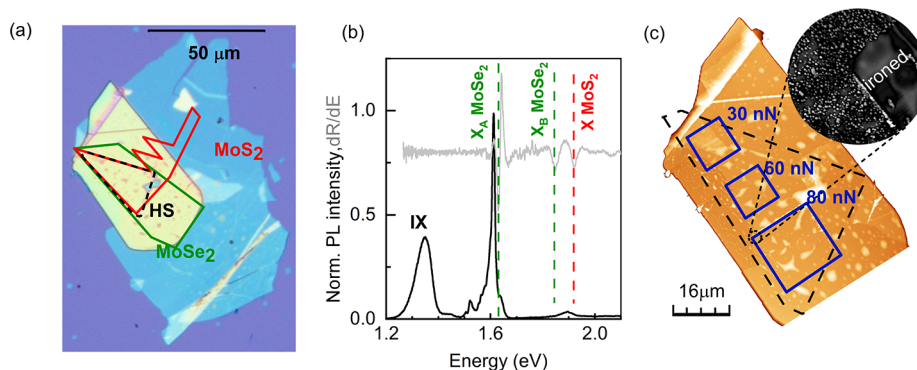 (a)
50 μm
MoS2
HS
MoSe2
(b)
Norm. PL intensity,dR/dE
1.5
1.0
0.5
0.0
1.2
1.6
2.0
Energy (eV)
IX
XA MoSe2
XB MoSe2
X MoS2
(c)
30 nN
60 nN
80 nN
ironed
16μm